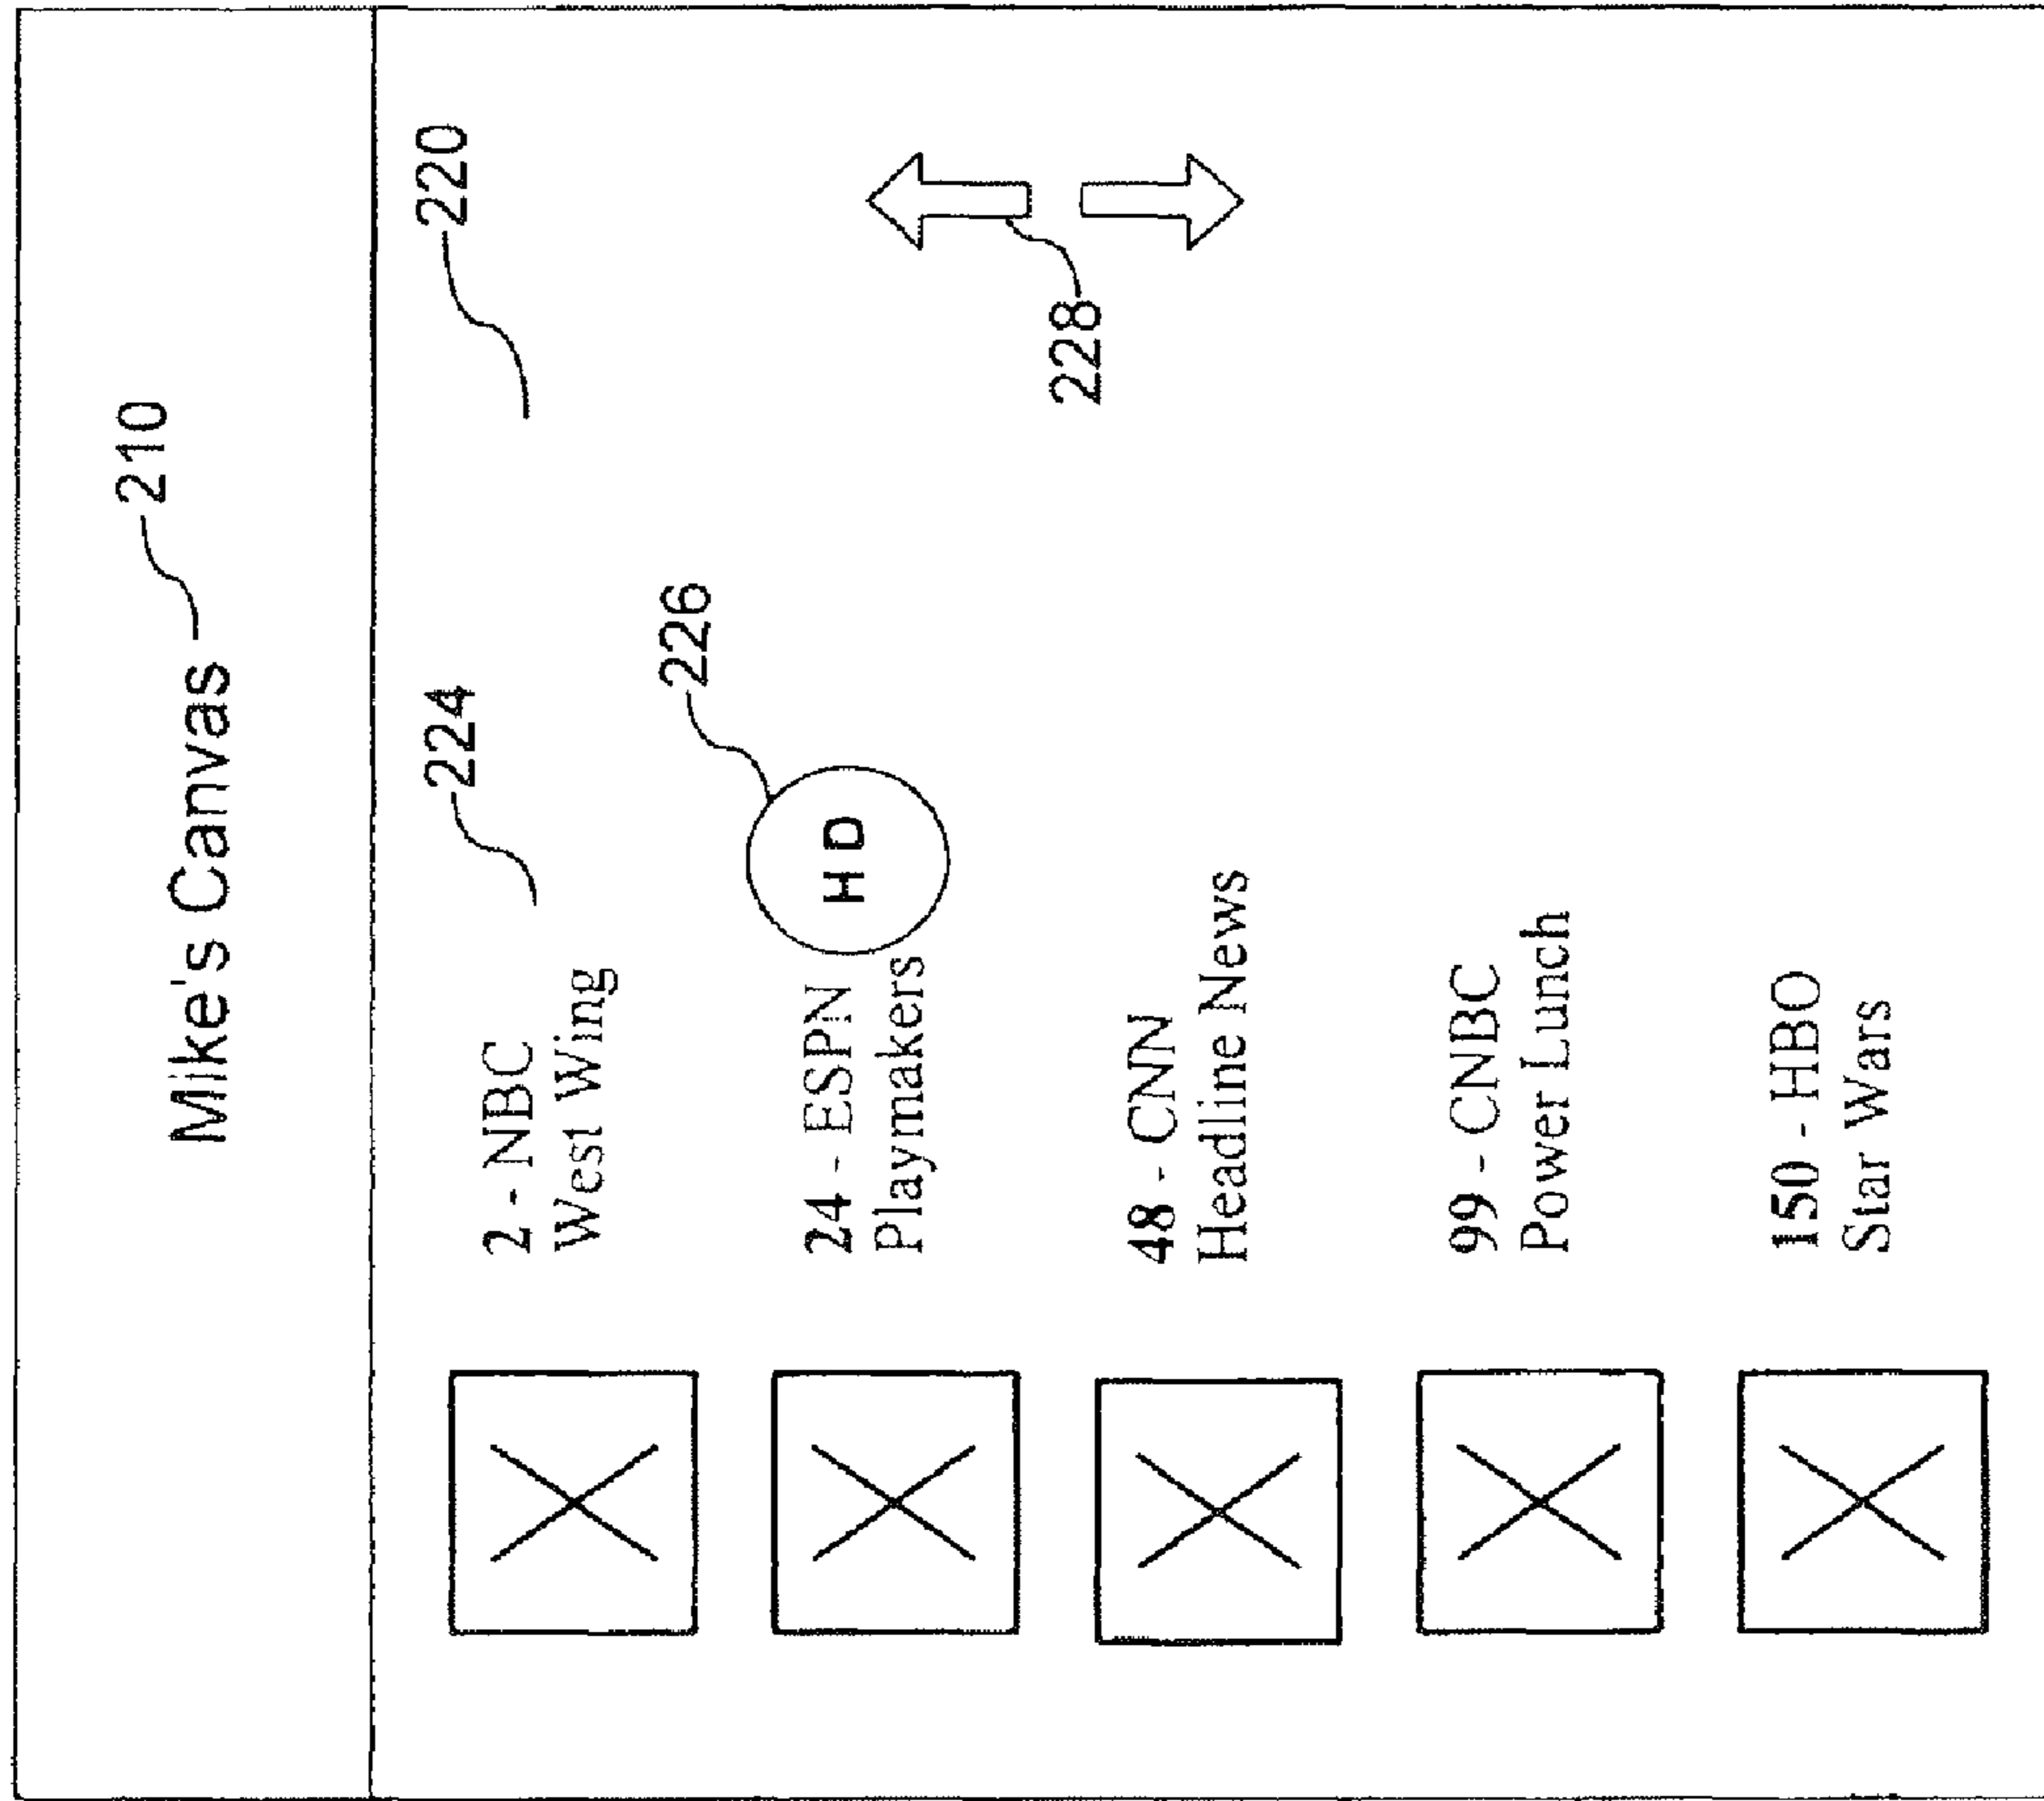 Mike's Canvas
210
220
224
2 - NBC
West Wing
226
24 - ESPN
Playmakers
HD
228
48 - CNN
Headline News
99 - CNBC
Power Lunch
150 - HBO
Star Wars